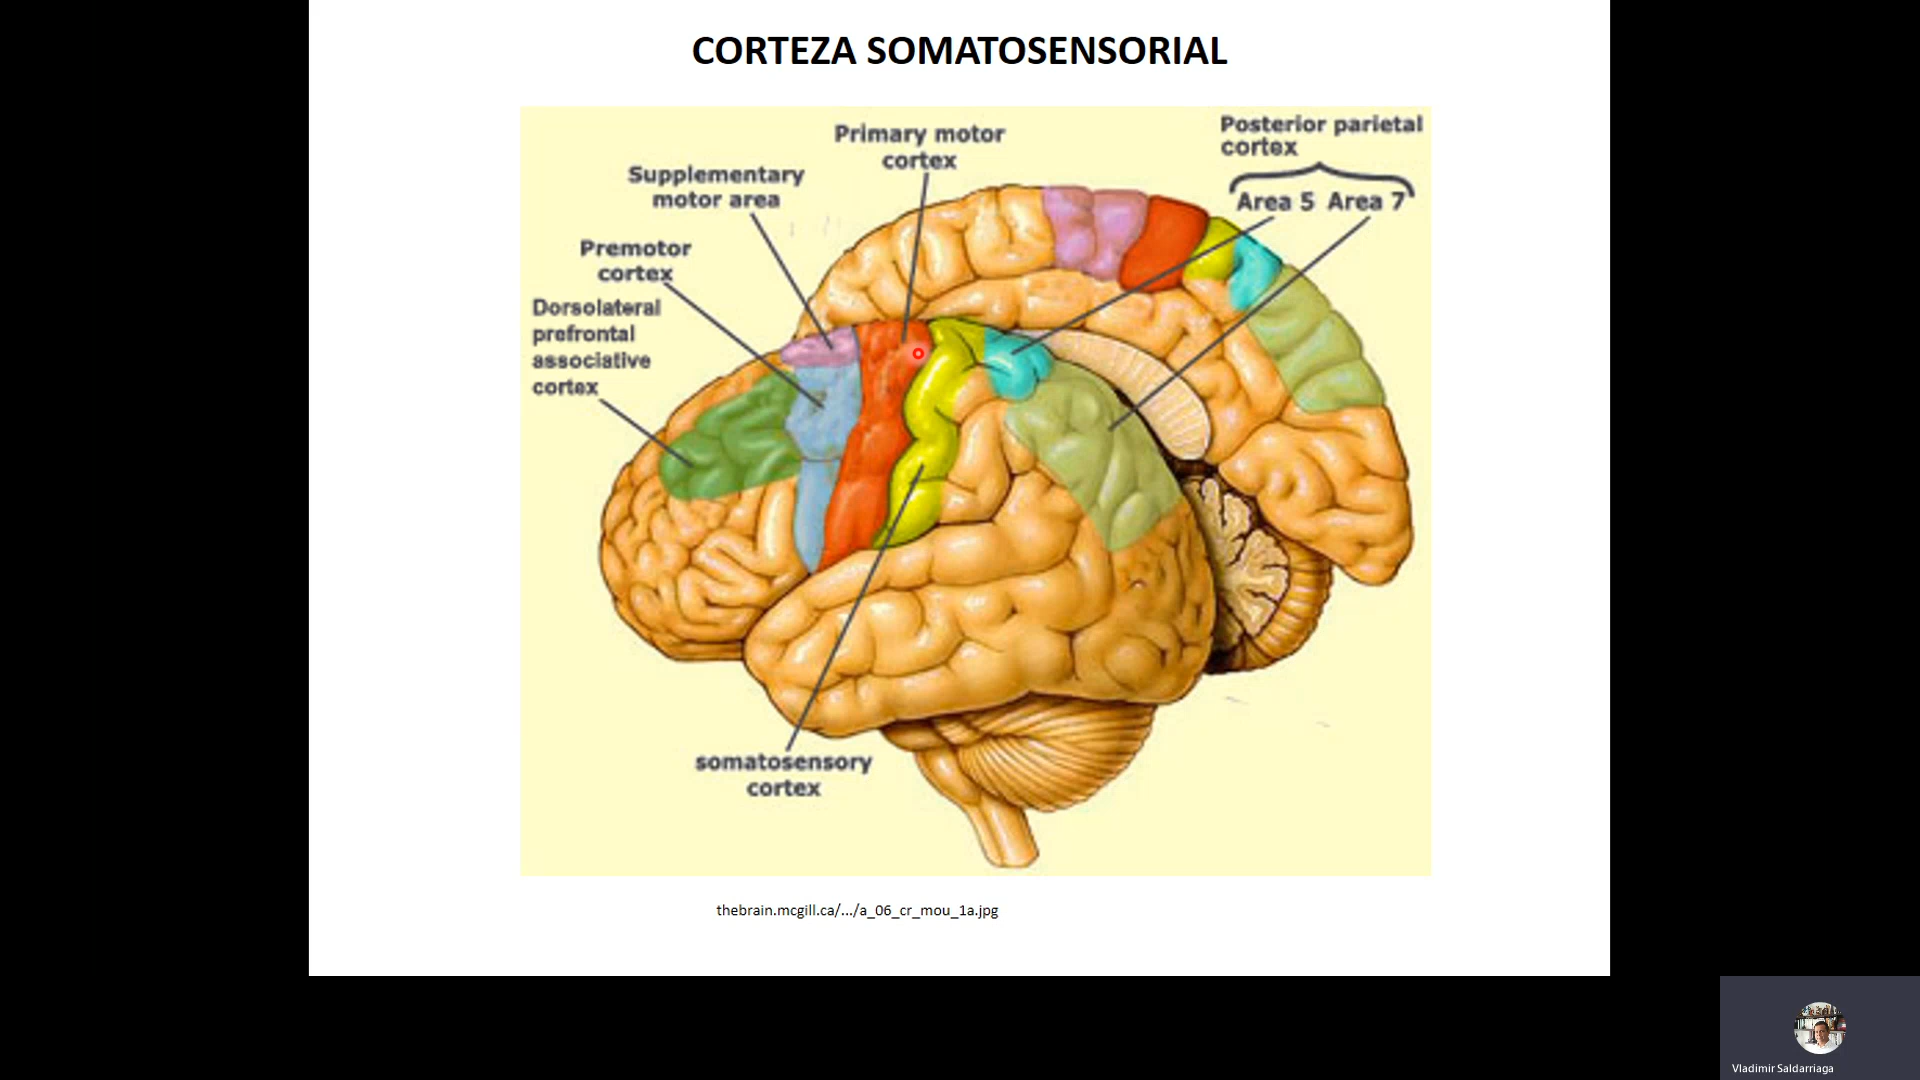 CORTEZA SOMATOSENSORIAL
Primary motor
cortex
Posterior parietal
cortex
Supplementary
motor area
Area 5 Area 7
Premotor
cortex
Dorsolateral
prefrontal
associative
cortex
somatosensory
cortex
thebrain.mcgill.ca/.../a_06_cr_mou_1a.jpg
Vladimir Saldarriaga